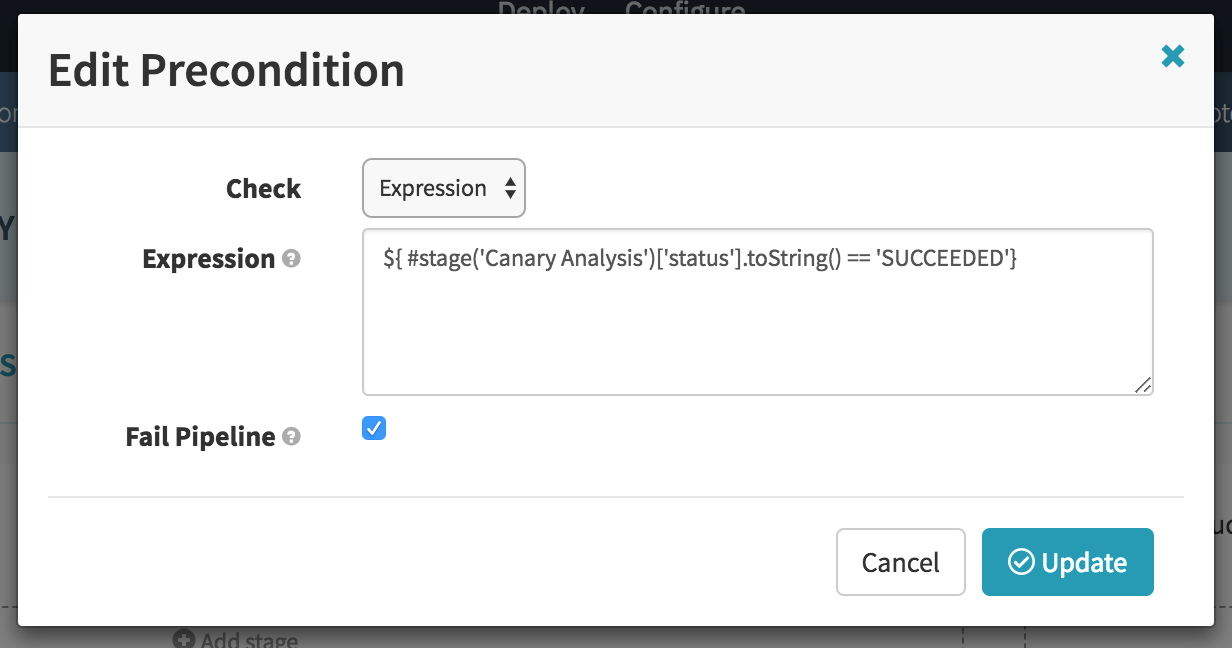 Deploy Configure
Edit Precondition
Check
Expression
Expression
${ #stage('Canary Analysis')['status'].toString() == 'SUCCEEDED'}
Fail Pipeline
Cancel
Update
Add stage